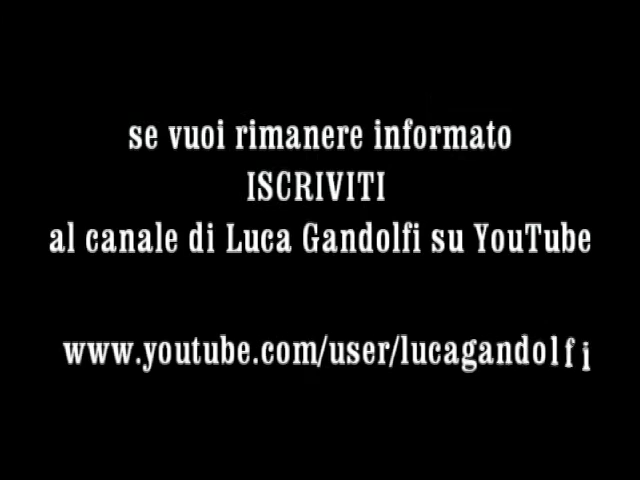 se vuoi rimanere informato
ISCRIVITI
al canale di Luca Gandolfi su YouTube
www.youtube.com/user/lucagandolfi